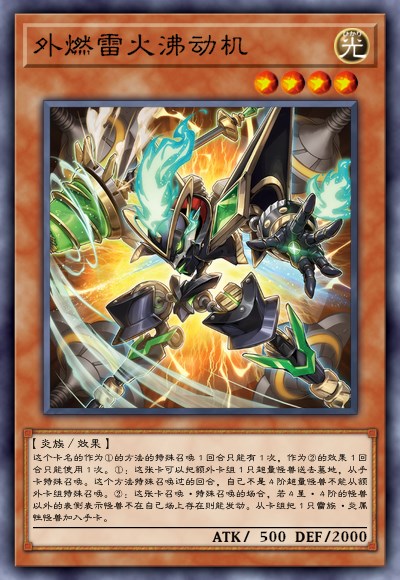 外燃雷火沸动机
光
ひかり
【炎族/效果】
这个卡名的作为①的方法的特殊召唤1回合只能有1次,作为②的效果1回
合只能使用1次。①:这张卡可以把额外卡组1只超量怪兽送去墓地,从手
卡特殊召唤。这个方法特殊召唤过的回合,自己不是4阶超量怪兽不能从额
外卡组特殊召唤。②:这张卡召唤·特殊召唤的场合,若4星·4阶的怪兽
以外的表侧表示怪兽不在自己场上存在则能发动。从卡组把1只雷族·炎属
性怪兽加入手卡。
ATK/ 500 DEF/2000